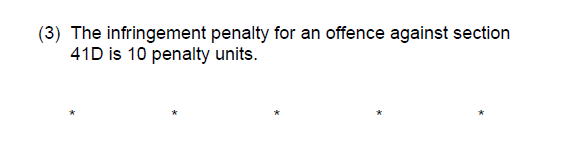 (3) The infringement penalty for an offence against section
41D is 10 penalty units.
* * * * *